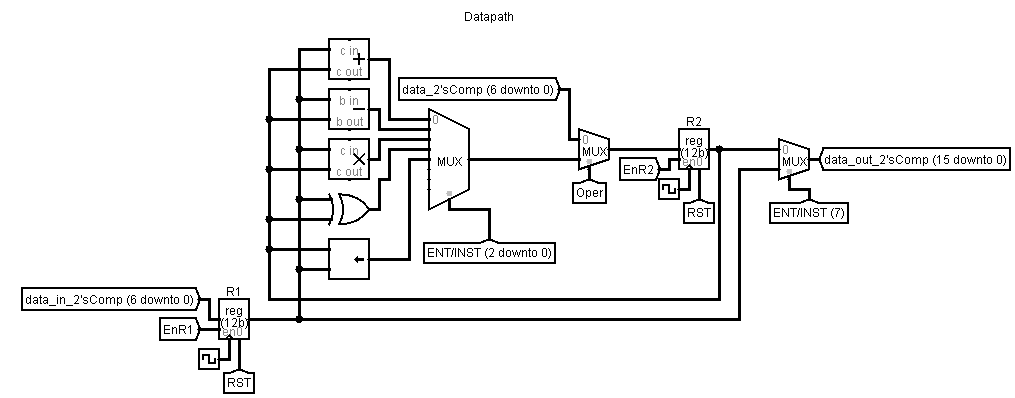 Datapath
c in
+
c out
data_2'sComp (6 downto 0)
b in
−
b out
0
MUX
c in
×
c out
0
MUX
Oper
R2
reg
(12b)
en0
EnR2
RST
0
MUX
data_out_2'sComp (15 downto 0)
ENT/INST (7)
ENT/INST (2 downto 0)
data_in_2'sComp (6 downto 0)
R1
reg
(12b)
en0
EnR1
RST